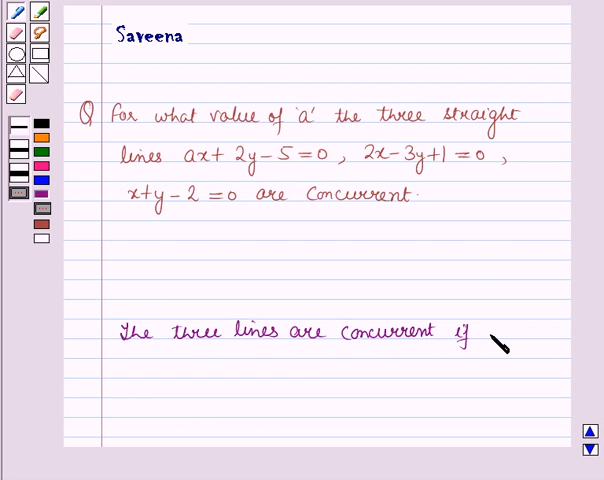 Saveena
Q For what value of 'a' the three straight
lines ax + 2y - 5 = 0 , 2x - 3y + 1 = 0 ,
x + y - 2 = 0 are concurrent.
The three lines are concurrent if